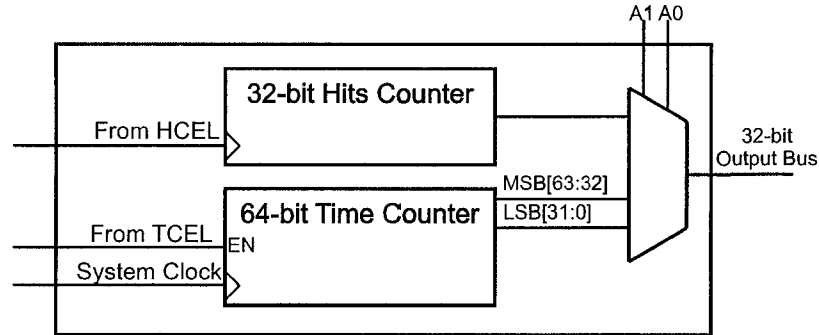 A1 A0
32-bit Hits Counter
From HCEL
32-bit
Output Bus
MSB[63:32]
LSB[31:0]
64-bit Time Counter
From TCEL
EN
System Clock